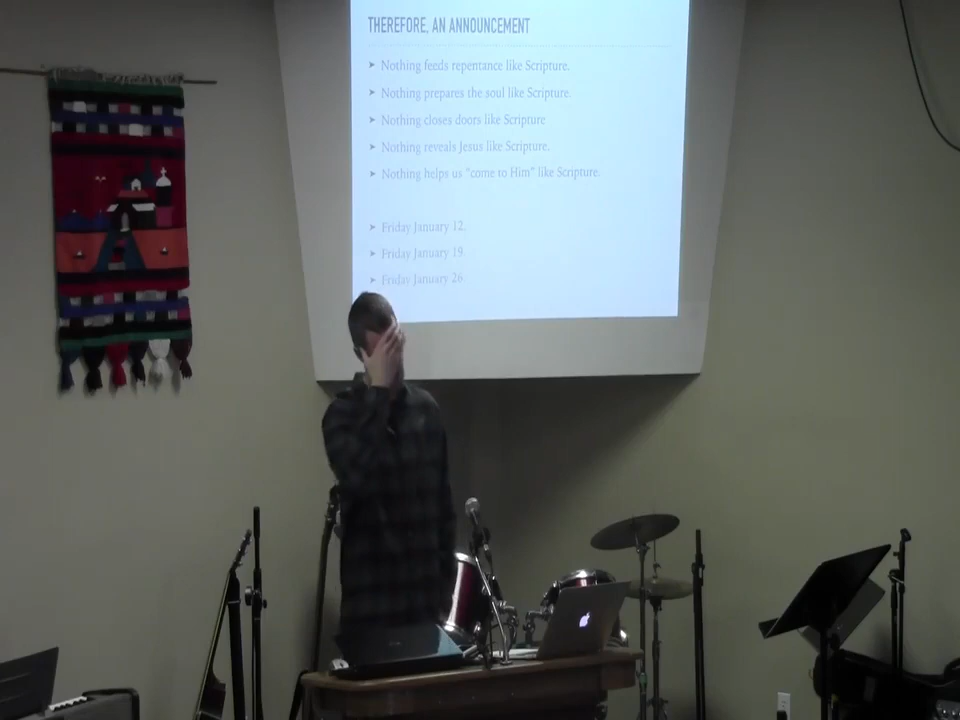 THEREFORE, AN ANNOUNCEMENT
➤ Nothing feeds repentance like Scripture.
➤ Nothing prepares the soul like Scripture.
➤ Nothing closes doors like Scripture
➤ Nothing reveals Jesus like Scripture.
➤ Nothing helps us "come to Him" like Scripture.
➤ Friday January 12.
➤ Friday January 19.
➤ Friday January 26.